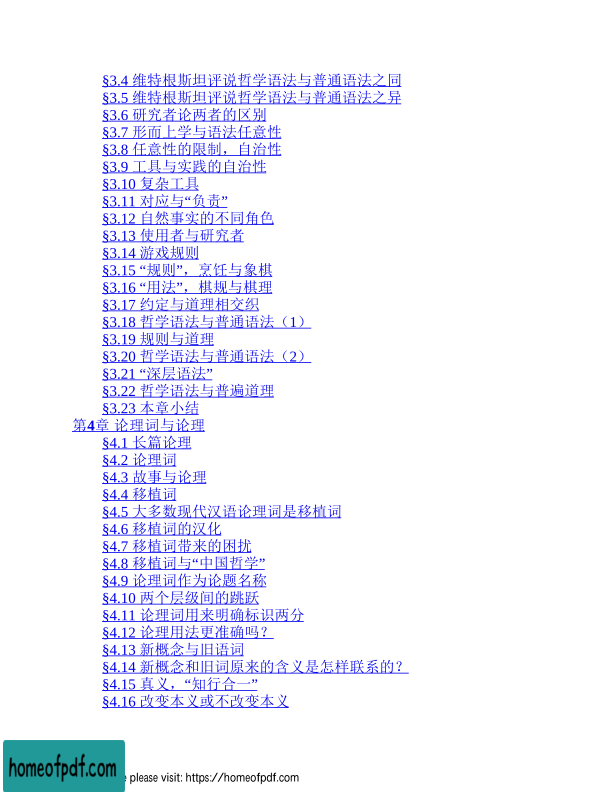 §3.4 维特根斯坦评说哲学语法与普通语法之同
§3.5 维特根斯坦评说哲学语法与普通语法之异
§3.6 研究者论两者的区别
§3.7 形而上学与语法任意性
§3.8 任意性的限制，自治性
§3.9 工具与实践的自治性
§3.10 复杂工具
§3.11 对应与“负责”
§3.12 自然事实的不同角色
§3.13 使用者与研究者
§3.14 游戏规则
§3.15 “规则”，烹饪与象棋
§3.16 “用法”，棋规与棋理
§3.17 约定与道理相交织
§3.18 哲学语法与普通语法（1）
§3.19 规则与道理
§3.20 哲学语法与普通语法（2）
§3.21 “深层语法”
§3.22 哲学语法与普遍道理
§3.23 本章小结
第4章 论理词与论理
§4.1 长篇论理
§4.2 论理词
§4.3 故事与论理
§4.4 移植词
§4.5 大多数现代汉语论理词是移植词
§4.6 移植词的汉化
§4.7 移植词带来的困扰
§4.8 移植词与“中国哲学”
§4.9 论理词作为论题名称
§4.10 两个层级间的跳跃
§4.11 论理词用来明确标识两分
§4.12 论理用法更准确吗？
§4.13 新概念与旧语词
§4.14 新概念和旧词原来的含义是怎样联系的？
§4.15 真义，“知行合一”
§4.16 改变本义或不改变本义
homeofpdf.com
please visit: https://homeofpdf.com